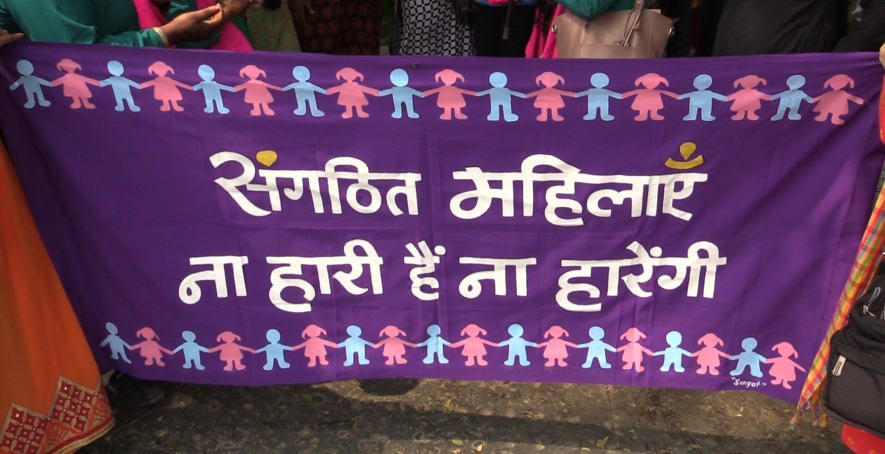 संगठित महिलाएँ
ना हारी हैं ना हारेंगी
"Sangat"